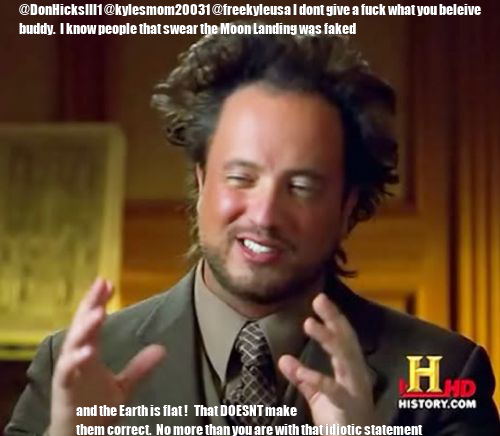 @DonHicksIII1 @kylesmom20031 @freekyleusa I dont give a fuck what you beleive
buddy.  I know people that swear the Moon Landing was faked
H HD
HISTORY.COM
and the Earth is flat !   That DOESNT make
them correct.  No more than you are with that idiotic statement